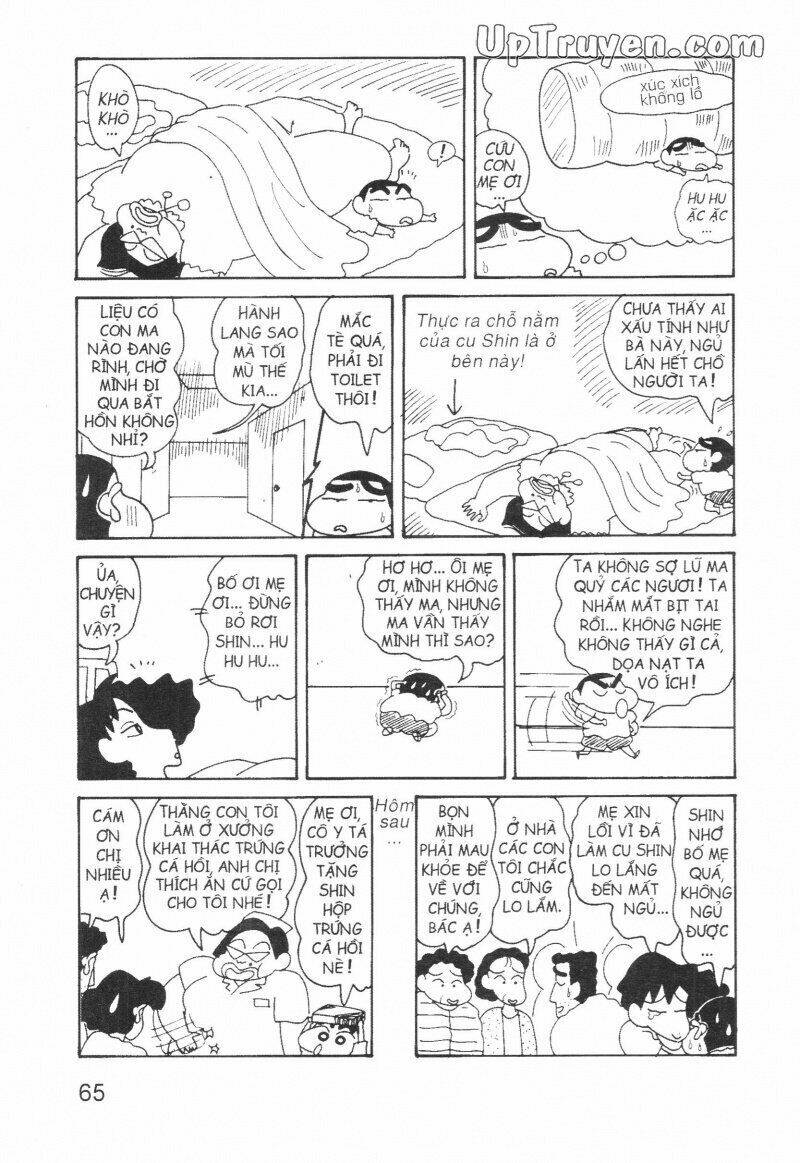 UpTruyen.com
xúc xích
khổng lồ
HU HU
ẶC ẶC
...
CỨU
CON
MẸ ƠI
...
!
KHÒ
KHÒ
...
CHƯA THẤY AI
XẤU TÍNH NHƯ
BÀ NÀY, NGỦ
LẤN HẾT CHỖ
NGƯỜI TA!
Thực ra chỗ nằm
của cu Shin là ở
bên này!
MẮC
TÈ QUÁ,
PHẢI ĐI
TOILET
THÔI!
HÀNH
LANG SAO
MÀ TỐI
MÙ THẾ
KIA...
LIỆU CÓ
CON MA
NÀO ĐANG
RÌNH, CHỜ
MÌNH ĐI
QUA BẮT
HỒN KHÔNG
NHỈ?
TA KHÔNG SỢ LŨ MA
QUỶ CÁC NGƯƠI! TA
NHẮM MẮT BỊT TAI
RỒI... KHÔNG NGHE
KHÔNG THẤY GÌ CẢ,
DỌA NẠT TA
VÔ ÍCH!
HƠ HƠ... ÔI MẸ
ƠI, MÌNH KHÔNG
THẤY MA, NHƯNG
MA VẪN THẤY
MÌNH THÌ SAO?
BỐ ƠI MẸ
ƠI... ĐỪNG
BỎ RƠI
SHIN... HU
HU HU...
ỦA,
CHUYỆN
GÌ
VẬY?
SHIN
NHỚ
BỐ MẸ
QUÁ,
KHÔNG
NGỦ
ĐƯỢC
...
MẸ XIN
LỖI VÌ ĐÃ
LÀM CU SHIN
LO LẮNG
ĐẾN MẤT
NGỦ...
Ở NHÀ
CÁC CON
TÔI CHẮC
CŨNG
LO LẮM.
BỌN
MÌNH
PHẢI MAU
KHỎE ĐỂ
VỀ VỚI
CHÚNG,
BÁC Ạ!
Hôm
sau
...
MẸ ƠI,
CÔ Y TÁ
TRƯỞNG
TẶNG
SHIN
HỘP
TRỨNG
CÁ HỒI
NÈ!
THẰNG CON TÔI
LÀM Ở XƯỞNG
KHAI THÁC TRỨNG
CÁ HỒI, ANH CHỊ
THÍCH ĂN CỨ GỌI
CHO TÔI NHÉ!
CÁM
ƠN
CHỊ
NHIỀU
Ạ!
65